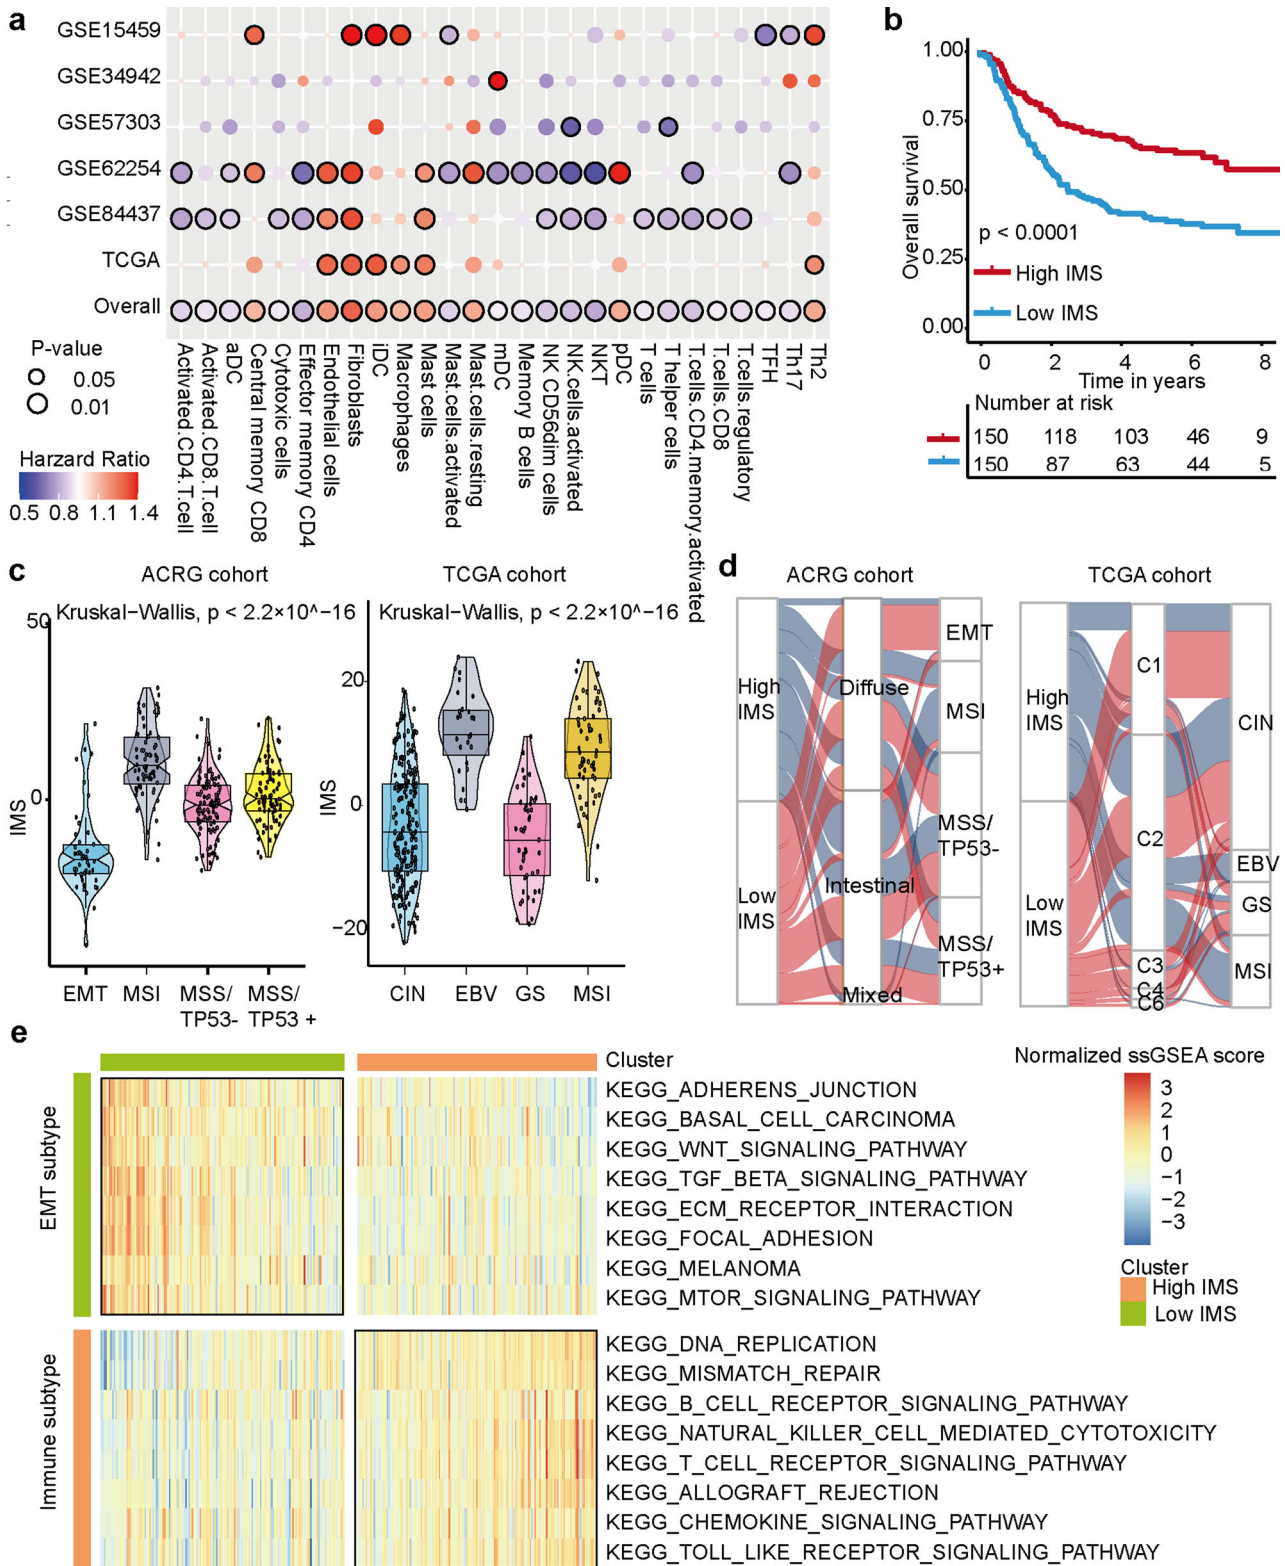 a
GSE15459
GSE34942
GSE57303
GSE62254
GSE84437
TCGA
Overall
P-value
0.05
0.01
Harzard Ratio
0.5 0.8 1.1 1.4
Activated.CD4.T.cell
Activated.CD8.T.cell
aDC
Central memory CD8
Cytotoxic cells
Effector memory CD4
Endothelial cells
Fibroblasts
iDC
Macrophages
Mast cells
Mast.cells.activated
Mast.cells.resting
mDC
Memory B cells
NK CD56dim cells
NK.cells.activated
NKT
pDC
T cells
T helper cells
T.cells.CD4.memory.activated
T.cells.CD8
T.cells.regulatory
TFH
Th17
Th2
b
Overall survival
1.00
0.75
0.50
0.25
0.00
p < 0.0001
High IMS
Low IMS
0 2 4 6 8
Time in years
Number at risk
150 118 103 46 9
150 87 63 44 5
c
ACRG cohort
Kruskal−Wallis, p < 2.2×10^−16
IMS
50
0
EMT MSI MSS/ MSS/
TP53- TP53 +
TCGA cohort
Kruskal−Wallis, p < 2.2×10^−16
IMS
20
0
−20
CIN EBV GS MSI
d
ACRG cohort
High
IMS
Low
IMS
Diffuse
Intestinal
Mixed
EMT
MSI
MSS/
TP53-
MSS/
TP53+
TCGA cohort
High
IMS
Low
IMS
C1
C2
C3
C4
C6
CIN
EBV
GS
MSI
e
Cluster
EMT subtype
KEGG_ADHERENS_JUNCTION
KEGG_BASAL_CELL_CARCINOMA
KEGG_WNT_SIGNALING_PATHWAY
KEGG_TGF_BETA_SIGNALING_PATHWAY
KEGG_ECM_RECEPTOR_INTERACTION
KEGG_FOCAL_ADHESION
KEGG_MELANOMA
KEGG_MTOR_SIGNALING_PATHWAY
Immune subtype
KEGG_DNA_REPLICATION
KEGG_MISMATCH_REPAIR
KEGG_B_CELL_RECEPTOR_SIGNALING_PATHWAY
KEGG_NATURAL_KILLER_CELL_MEDIATED_CYTOTOXICITY
KEGG_T_CELL_RECEPTOR_SIGNALING_PATHWAY
KEGG_ALLOGRAFT_REJECTION
KEGG_CHEMOKINE_SIGNALING_PATHWAY
KEGG_TOLL_LIKE_RECEPTOR_SIGNALING_PATHWAY
Normalized ssGSEA score
3
2
1
0
−1
−2
−3
Cluster
High IMS
Low IMS